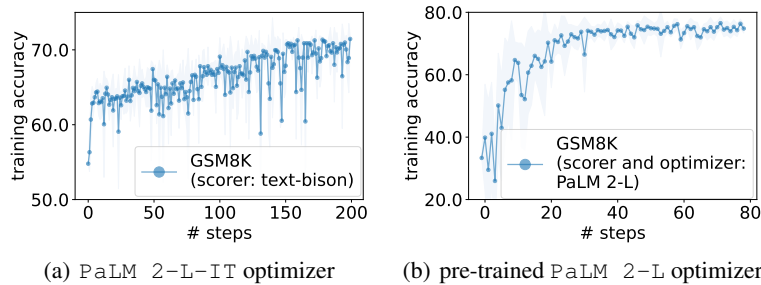 training accuracy
70.0
60.0
50.0
GSM8K
(scorer: text-bison)
0
50
100
150
200
# steps
(a) PaLM 2-L-IT optimizer
training accuracy
80.0
60.0
40.0
20.0
GSM8K
(scorer and optimizer:
PaLM 2-L)
0
20
40
60
80
# steps
(b) pre-trained PaLM 2-L optimizer